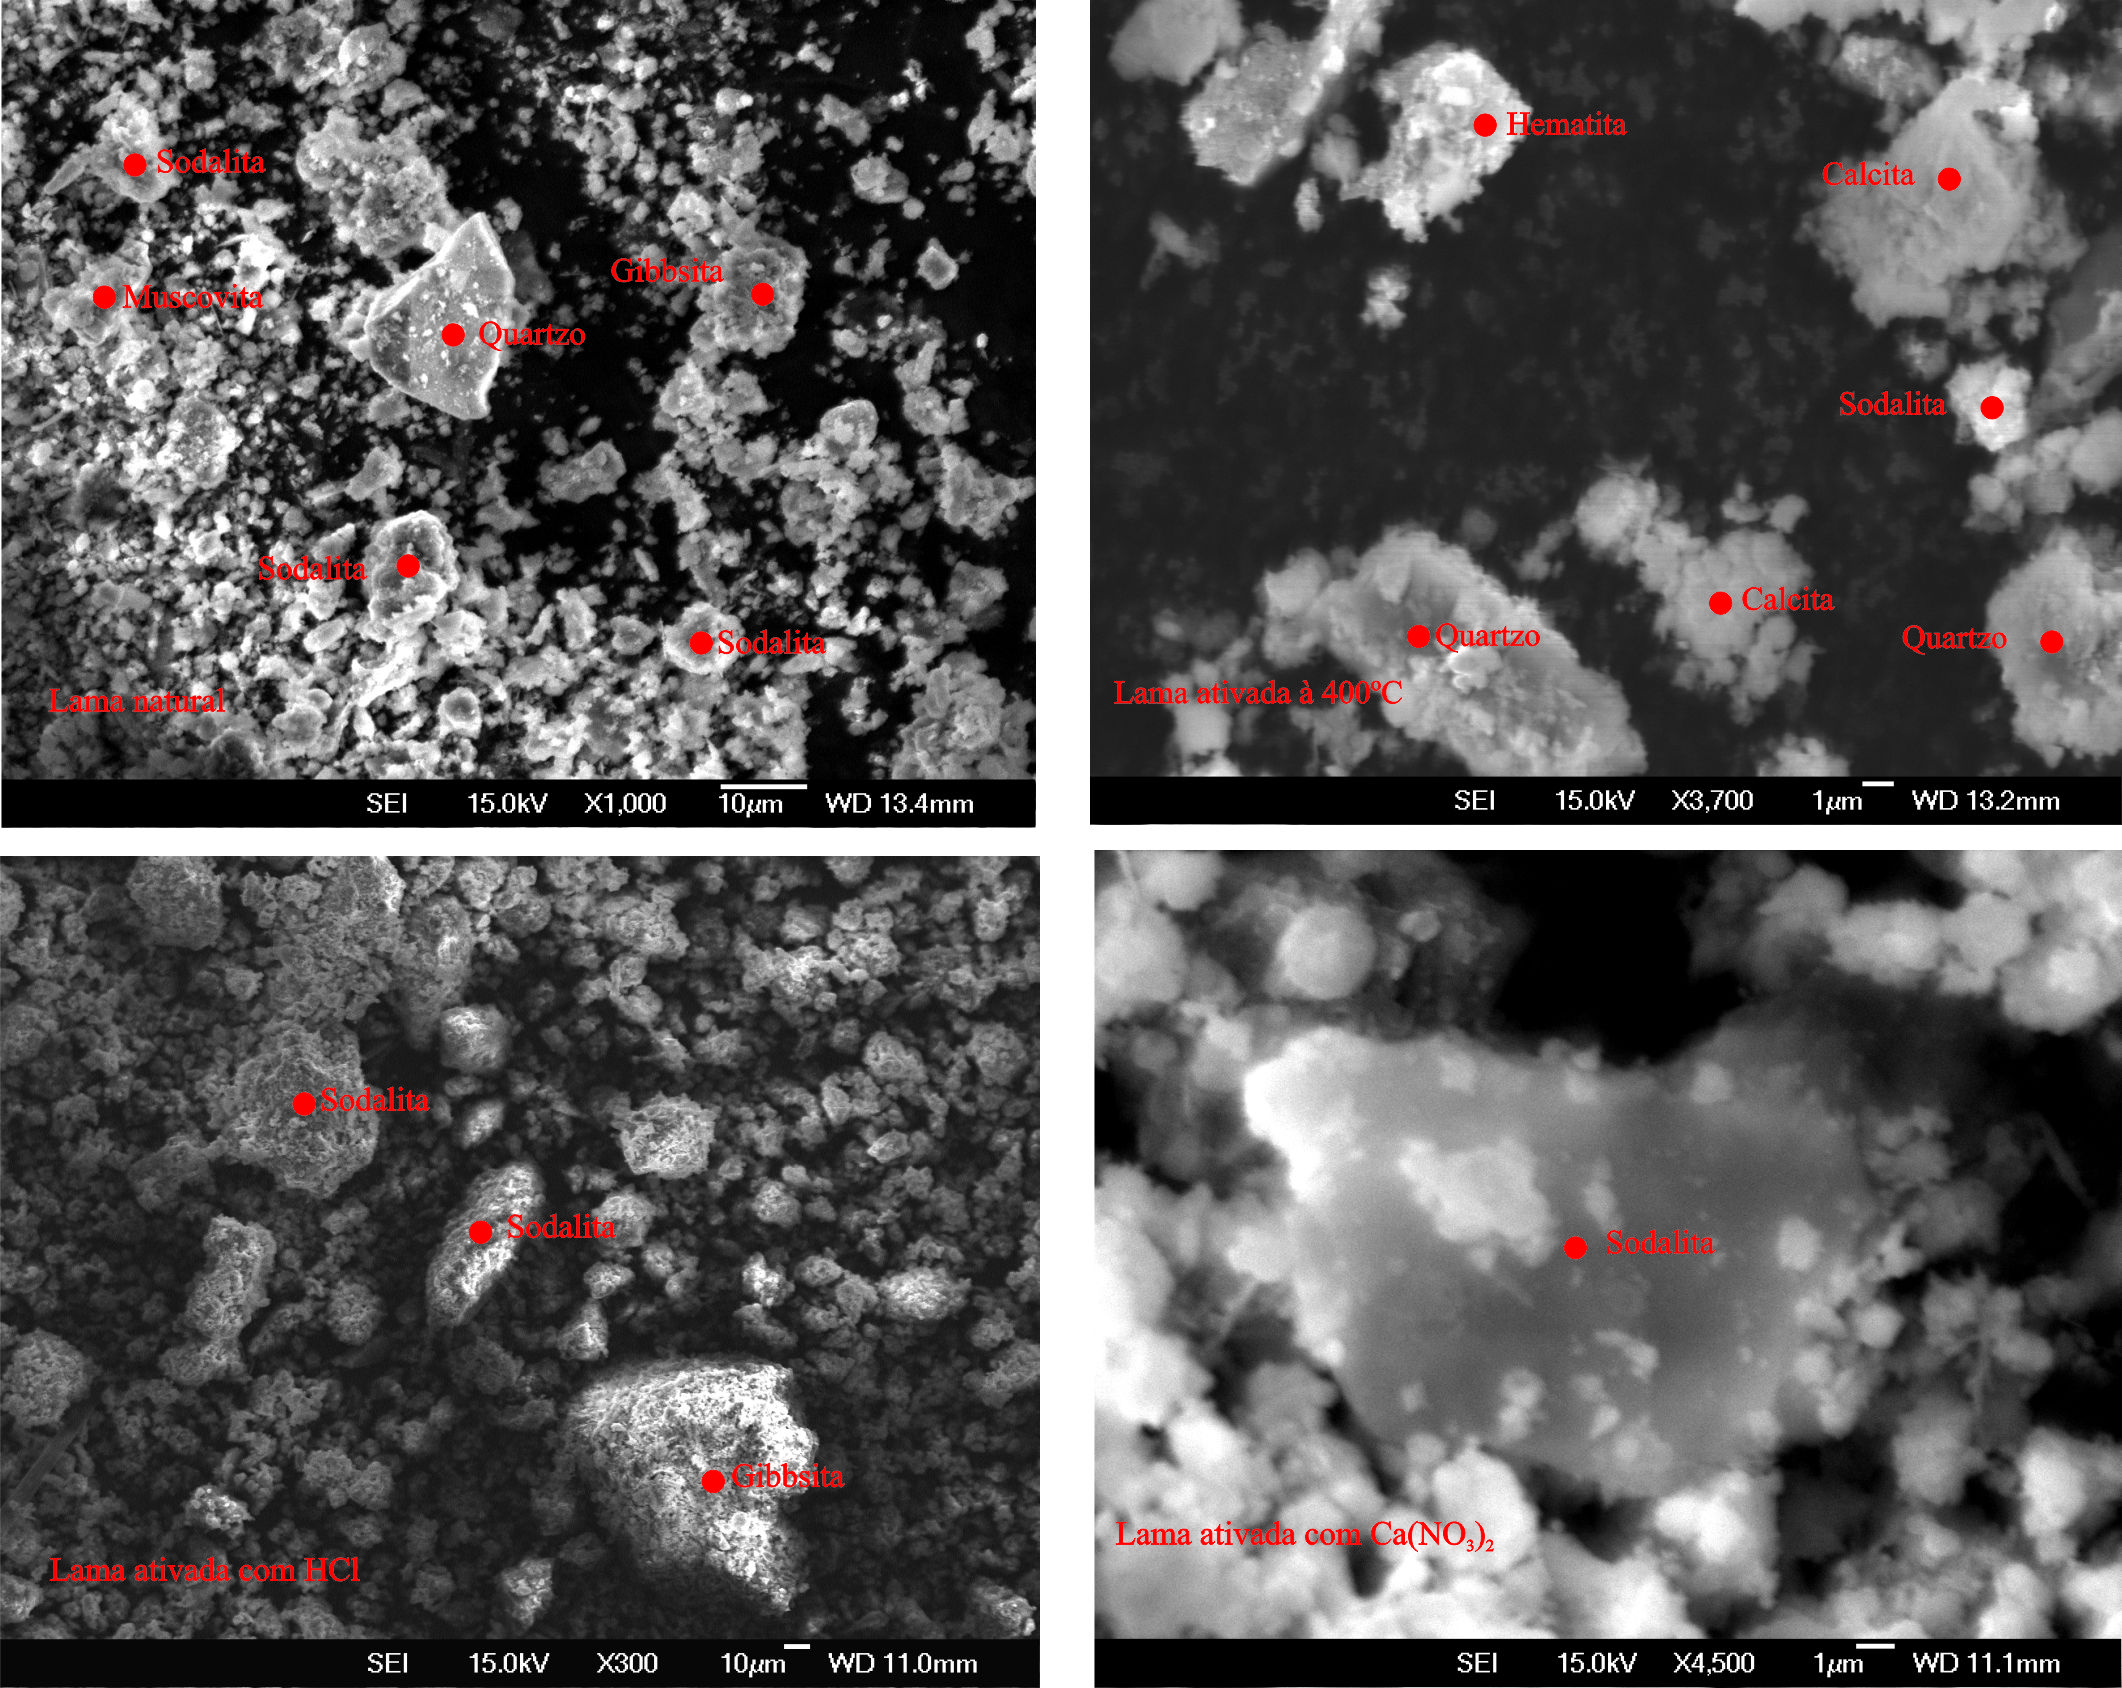 Sodalita
Muscovita
Quartzo
Gibbsita
Sodalita
Sodalita
Lama natural
SEI 15.0kV X1,000 10μm WD 13.4mm
Hematita
Calcita
Sodalita
Calcita
Quartzo
Quartzo
Lama ativada à 400ºC
SEI 15.0kV X3,700 1μm WD 13.2mm
Sodalita
Sodalita
Gibbsita
Lama ativada com HCl
SEI 15.0kV X300 10μm WD 11.0mm
Sodalita
Lama ativada com Ca(NO₃)₂
SEI 15.0kV X4,500 1μm WD 11.1mm